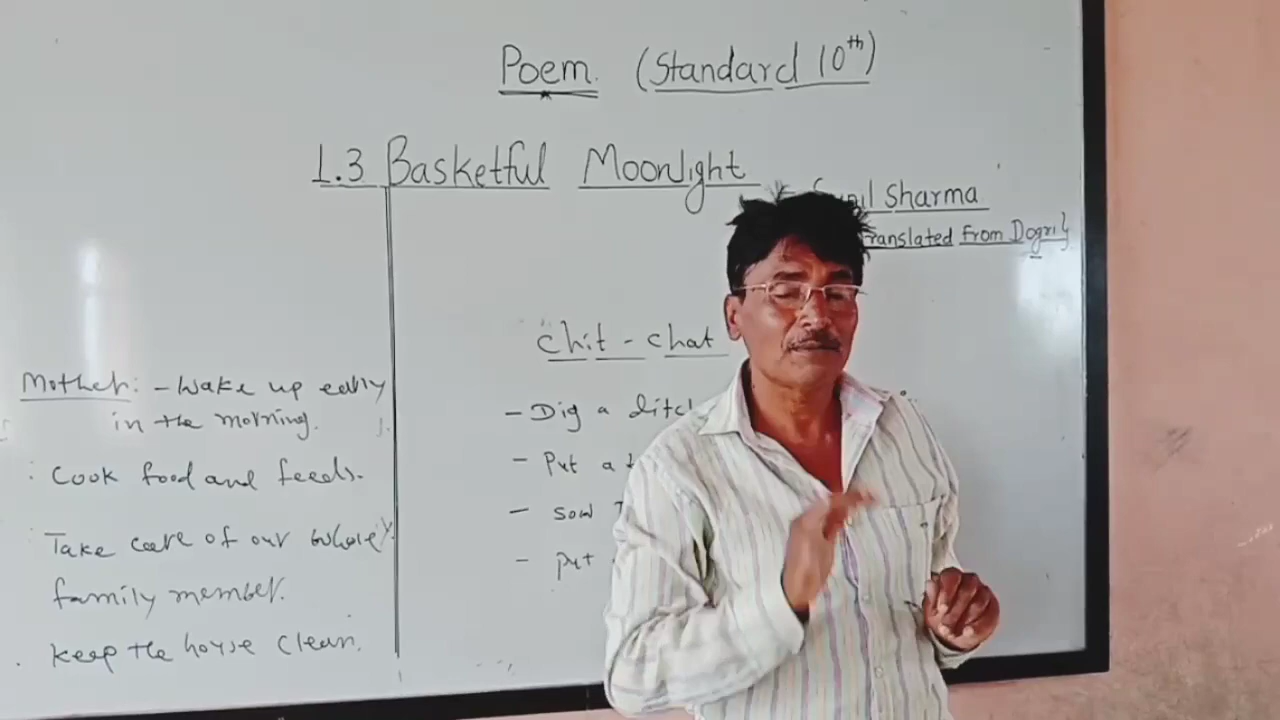 Poem. (Standard 10th)
1.3 Basketful Moonlight
Sharma
Translated from Dogri}
Chit - chat
Mother: - Wake up early
in the morning.
Cook food and feeds.
Take care of our whole
family member.
Keep the house clean.
- Dig a ditch
- Put a
- Sow
- put